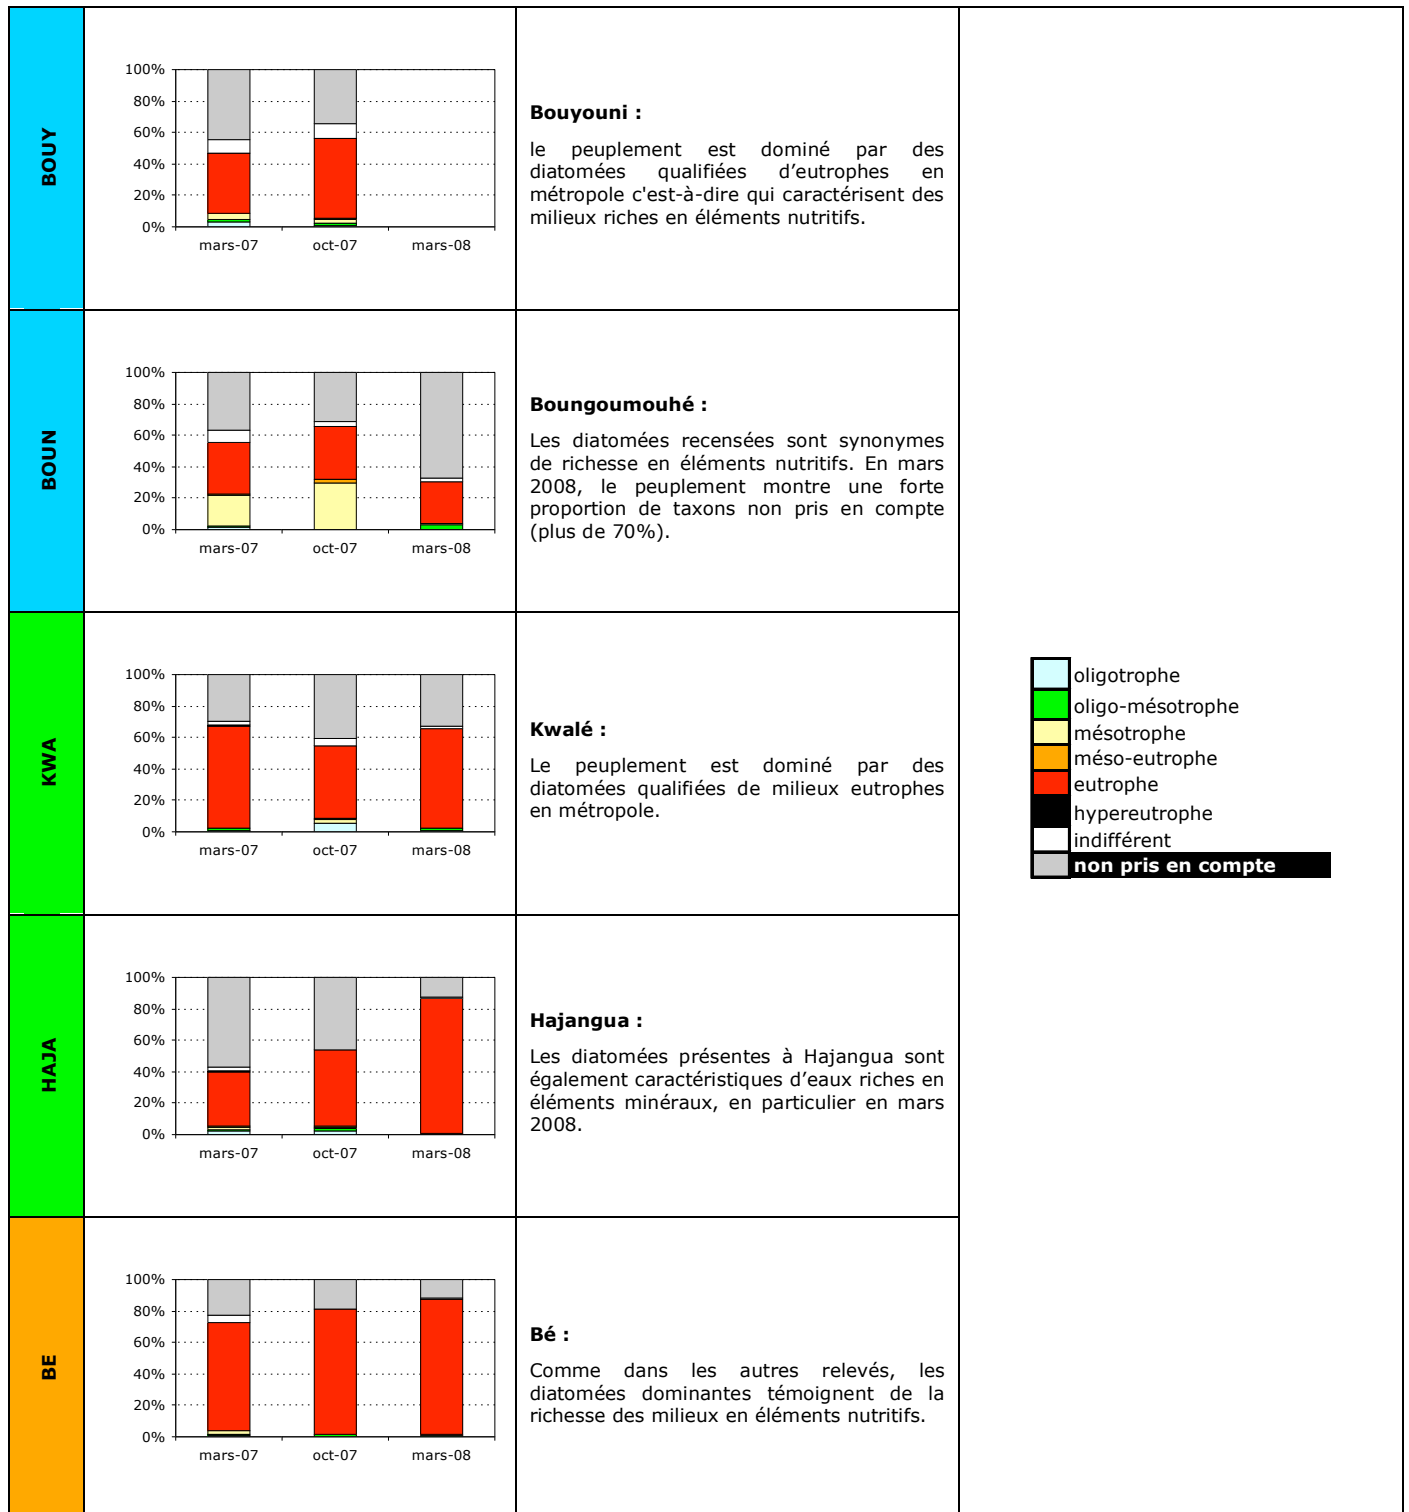 BOUY
100%
80%
60%
40%
20%
0%
mars-07 oct-07 mars-08
Bouyouni :
le peuplement est dominé par des
diatomées qualifiées d'eutrophes en
métropole c'est-à-dire qui caractérisent des
milieux riches en éléments nutritifs.
BOUN
100%
80%
60%
40%
20%
0%
mars-07 oct-07 mars-08
Boungoumouhé :
Les diatomées recensées sont synonymes
de richesse en éléments nutritifs. En mars
2008, le peuplement montre une forte
proportion de taxons non pris en compte
(plus de 70%).
KWA
100%
80%
60%
40%
20%
0%
mars-07 oct-07 mars-08
Kwalé :
Le peuplement est dominé par des
diatomées qualifiées de milieux eutrophes
en métropole.
HAJA
100%
80%
60%
40%
20%
0%
mars-07 oct-07 mars-08
Hajangua :
Les diatomées présentes à Hajangua sont
également caractéristiques d'eaux riches en
éléments minéraux, en particulier en mars
2008.
BE
100%
80%
60%
40%
20%
0%
mars-07 oct-07 mars-08
Bé :
Comme dans les autres relevés, les
diatomées dominantes témoignent de la
richesse des milieux en éléments nutritifs.
oligotrophe
oligo-mésotrophe
mésotrophe
méso-eutrophe
eutrophe
hypereutrophe
indifférent
non pris en compte